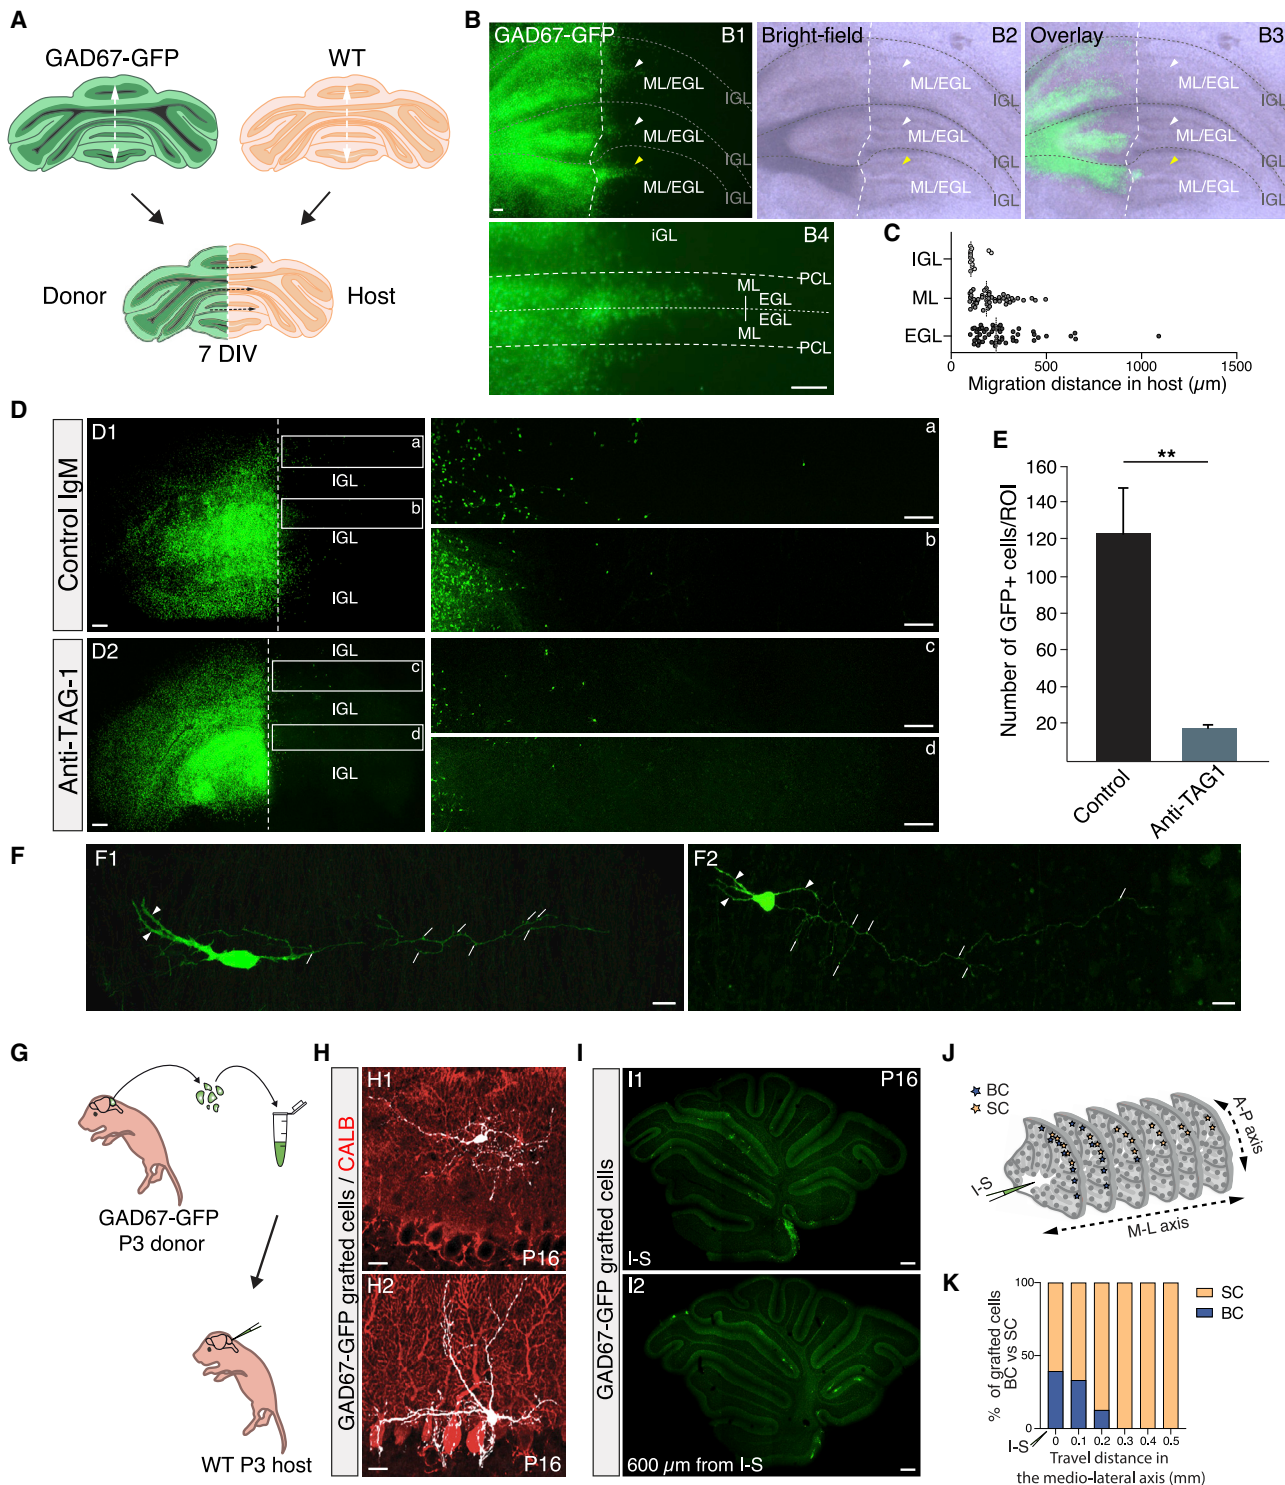 A
GAD67-GFP
WT
Donor
Host
7 DIV
B
GAD67-GFP
B1
ML/EGL
IGL
ML/EGL
IGL
ML/EGL
IGL
Bright-field
B2
ML/EGL
IGL
ML/EGL
IGL
ML/EGL
IGL
Overlay
B3
ML/EGL
IGL
ML/EGL
IGL
ML/EGL
IGL
iGL
B4
PCL
ML
EGL
EGL
ML
PCL
C
IGL
ML
EGL
0
500
1000
1500
Migration distance in host (µm)
D
Control IgM
D1
a
IGL
b
IGL
IGL
a
b
Anti-TAG-1
D2
IGL
c
IGL
d
IGL
c
d
E
Number of GFP+ cells/ROI
160
140
120
100
80
60
40
20
**
Control
Anti-TAG1
F
F1
F2
G
GAD67-GFP
P3 donor
WT P3 host
H
GAD67-GFP grafted cells / CALB
H1
P16
H2
P16
I
GAD67-GFP grafted cells
I1
P16
I-S
I2
600 µm from I-S
J
BC
SC
A-P axis
I-S
M-L axis
K
% of grafted cells
BC vs SC
100
50
0
SC
BC
I-S
0
0.1
0.2
0.3
0.4
0.5
Travel distance in
the medio-lateral axis (mm)